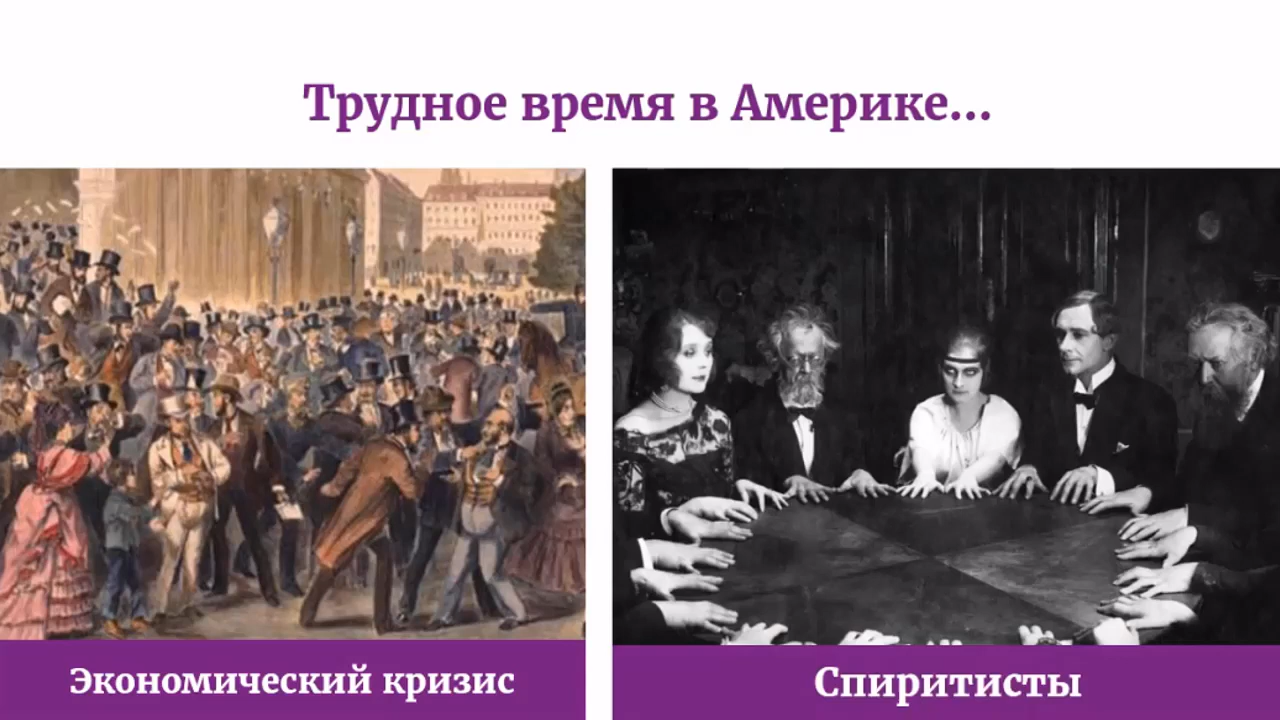 Трудное время в Америке...
Экономический кризис
Спиритисты